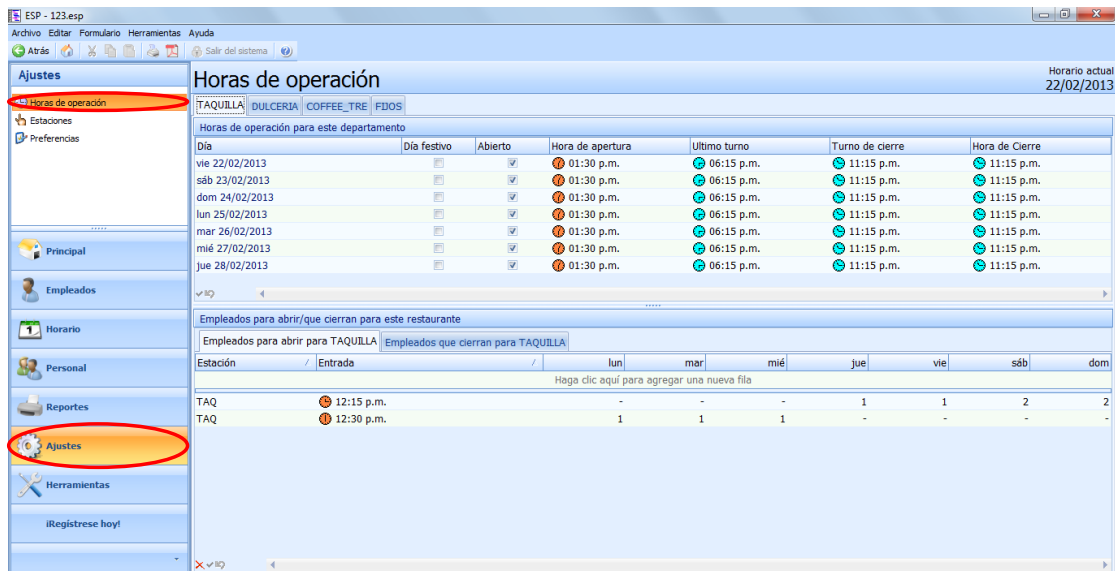 ESP - 123.esp
Archivo Editar Formulario Herramientas Ayuda
Atrás Salir del sistema
Ajustes
Horas de operación
Estaciones
Preferencias
Principal
Empleados
Horario
Personal
Reportes
Ajustes
Herramientas
¡Regístrese hoy!
Horas de operación
Horario actual
22/02/2013
TAQUILLA DULCERIA COFFEE_TRE FIJOS
Horas de operación para este departamento
Día Día festivo Abierto Hora de apertura Ultimo turno Turno de cierre Hora de Cierre
vie 22/02/2013 01:30 p.m. 06:15 p.m. 11:15 p.m. 11:15 p.m.
sáb 23/02/2013 01:30 p.m. 06:15 p.m. 11:15 p.m. 11:15 p.m.
dom 24/02/2013 01:30 p.m. 06:15 p.m. 11:15 p.m. 11:15 p.m.
lun 25/02/2013 01:30 p.m. 06:15 p.m. 11:15 p.m. 11:15 p.m.
mar 26/02/2013 01:30 p.m. 06:15 p.m. 11:15 p.m. 11:15 p.m.
mié 27/02/2013 01:30 p.m. 06:15 p.m. 11:15 p.m. 11:15 p.m.
jue 28/02/2013 01:30 p.m. 06:15 p.m. 11:15 p.m. 11:15 p.m.
Empleados para abrir/que cierran para este restaurante
Empleados para abrir para TAQUILLA Empleados que cierran para TAQUILLA
Estación / Entrada / lun mar mié jue vie sáb dom
Haga clic aquí para agregar una nueva fila
TAQ 12:15 p.m. - - - 1 1 2 2
TAQ 12:30 p.m. 1 1 1 - - - -